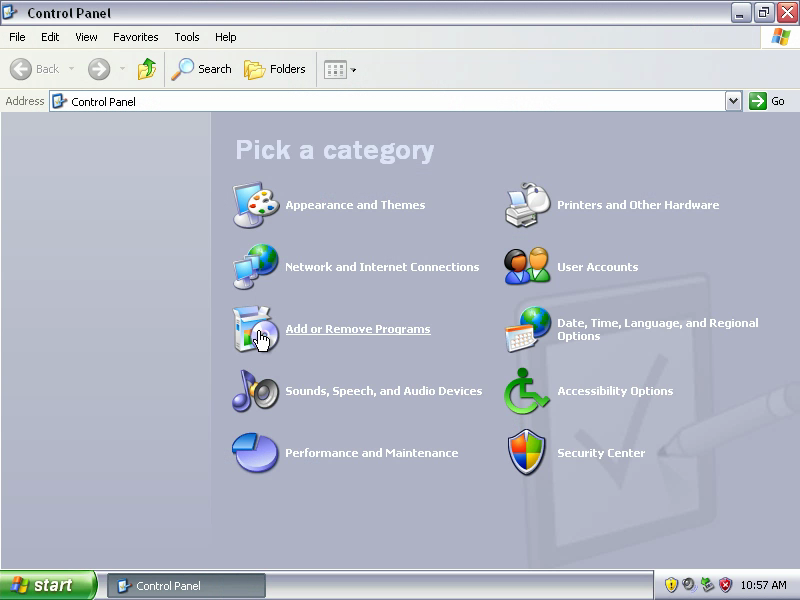 Control Panel
File Edit View Favorites Tools Help
Back Search Folders
Address Control Panel Go
Pick a category
Appearance and Themes
Printers and Other Hardware
Network and Internet Connections
User Accounts
Add or Remove Programs
Date, Time, Language, and Regional
Options
Sounds, Speech, and Audio Devices
Accessibility Options
Performance and Maintenance
Security Center
start Control Panel 10:57 AM